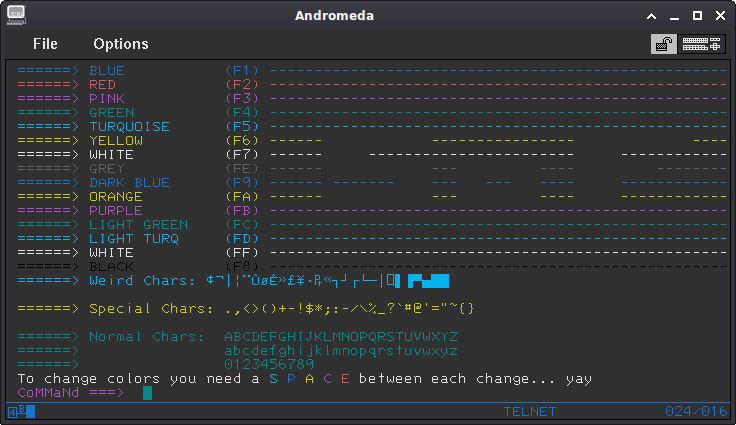 Andromeda
File Options
======> BLUE (F1) ----------------------------------------------------------
======> RED (F2) ----------------------------------------------------------
======> PINK (F3) ----------------------------------------------------------
======> GREEN (F4) ----------------------------------------------------------
======> TURQUOISE (F5) ----------------------------------------------------------
======> YELLOW (F6) ------- ------------------ ----
======> WHITE (F7) ------- -------------------------- --------------
======> GREY (FE) ------- --- ---------------
======> DARK BLUE (F9) ------ -------- --- --- ---- --------------
======> ORANGE (FA) ------- ------------------ --------------
======> PURPLE (FB) ----------------------------------------------------------
======> LIGHT GREEN (FC) ----------------------------------------------------------
======> LIGHT TURQ (FD) ----------------------------------------------------------
======> WHITE (FF) ----------------------------------------------------------
======> BLACK (F8) ----------------------------------------------------------
======> Weird Chars: ¢¬|¦¨ÛøÊ»£¥·₧«┐┘┌└─│
======> Special Chars: .,<>()+-!$*;:-/\%_?`#@'="~{}
======> Normal Chars: ABCDEFGHIJKLMNOPQRSTUVWXYZ
======> abcdefghijklmnopqrstuvwxyz
======> 0123456789
To change colors you need a S P A C E between each change... yay
CoMMaNd ===>
4B TELNET 024/016